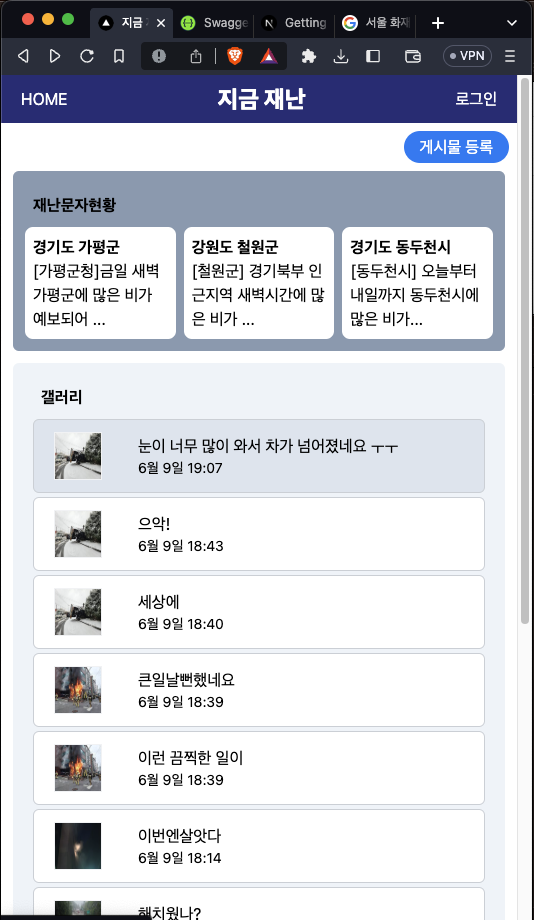 지금
Swagge
Getting
서울 화재
VPN
HOME
지금 재난
로그인
게시물 등록
재난문자현황
경기도 가평군
[가평군청]금일 새벽
가평군에 많은 비가
예보되어 ...
강원도 철원군
[철원군] 경기북부 인
근지역 새벽시간에 많
은 비가 ...
경기도 동두천시
[동두천시] 오늘부터
내일까지 동두천시에
많은 비가...
갤러리
눈이 너무 많이 와서 차가 넘어졌네요 ㅜㅜ
6월 9일 19:07
으악!
6월 9일 18:43
세상에
6월 9일 18:40
큰일날뻔했네요
6월 9일 18:39
이런 끔찍한 일이
6월 9일 18:39
이번엔살앗다
6월 9일 18:14
해치웠나?